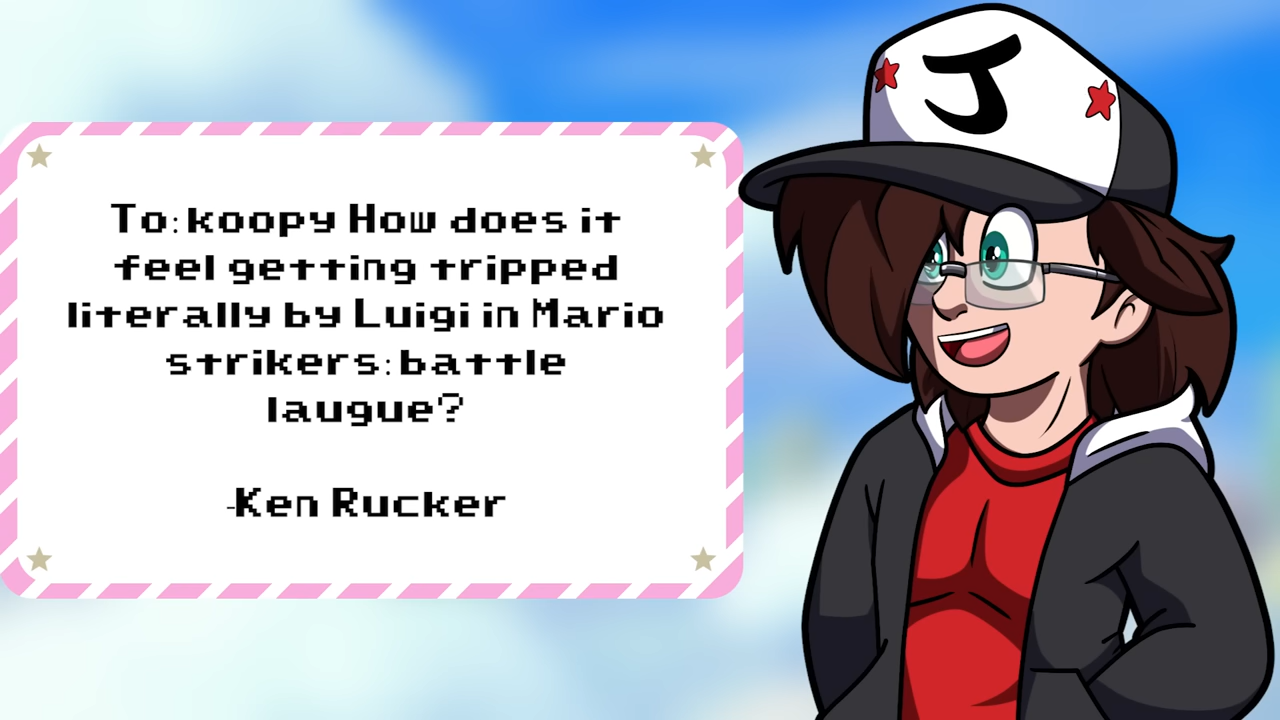 To: koopy How does it
feel getting tripped
literally by Luigi in Mario
strikers: battle
laugue?
-Ken Rucker
J